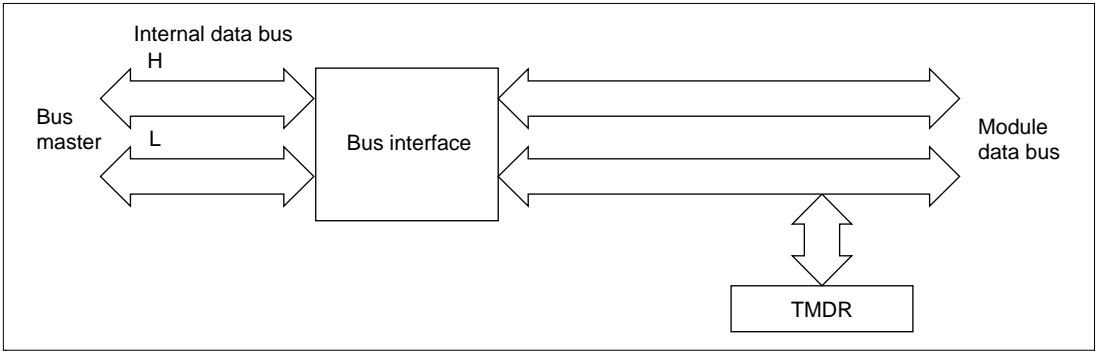 Internal data bus
H
Bus
master
L
Bus interface
Module
data bus
TMDR